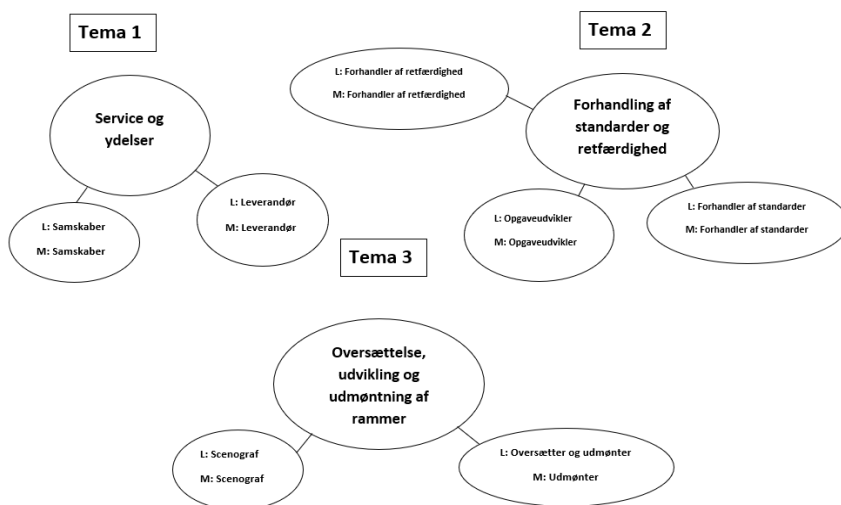 Tema 1
Service og
ydelser
L: Samskaber
M: Samskaber
L: Leverandør
M: Leverandør
Tema 2
L: Forhandler af retfærdighed
M: Forhandler af retfærdighed
Forhandling af
standarder og
retfærdighed
L: Opgaveudvikler
M: Opgaveudvikler
L: Forhandler af standarder
M: Forhandler af standarder
Tema 3
Oversættelse,
udvikling og
udmøntning af
rammer
L: Scenograf
M: Scenograf
L: Oversætter og udmønter
M: Udmønter